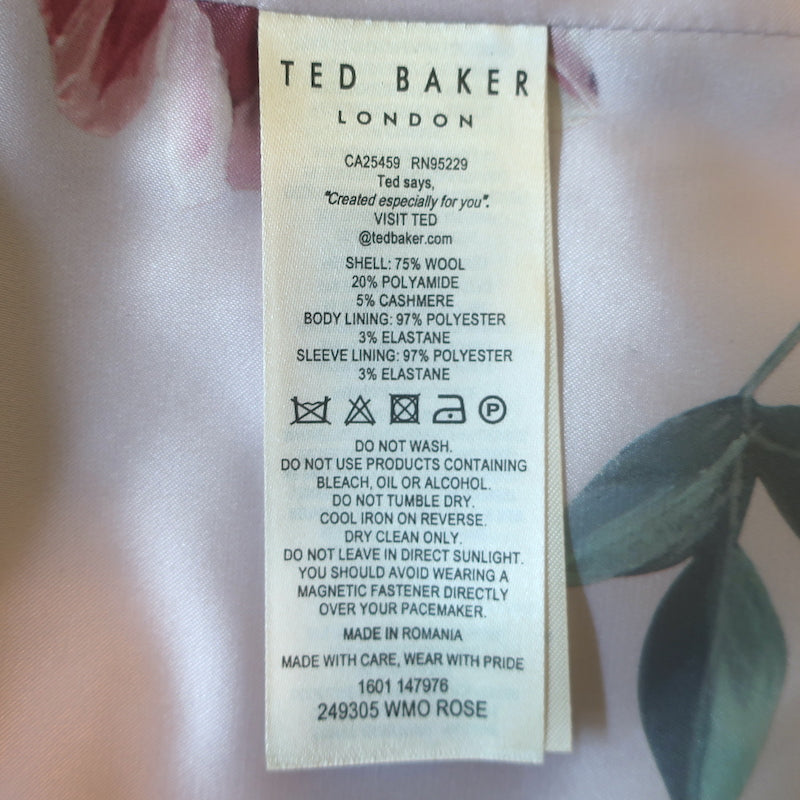 TED BAKER
LONDON
CA25459 RN95229
Ted says,
"Created especially for you".
VISIT TED
@tedbaker.com
SHELL: 75% WOOL
20% POLYAMIDE
5% CASHMERE
BODY LINING: 97% POLYESTER
3% ELASTANE
SLEEVE LINING: 97% POLYESTER
3% ELASTANE
P
DO NOT WASH.
DO NOT USE PRODUCTS CONTAINING
BLEACH, OIL OR ALCOHOL.
DO NOT TUMBLE DRY.
COOL IRON ON REVERSE.
DRY CLEAN ONLY.
DO NOT LEAVE IN DIRECT SUNLIGHT.
YOU SHOULD AVOID WEARING A
MAGNETIC FASTENER DIRECTLY
OVER YOUR PACEMAKER.
MADE IN ROMANIA
MADE WITH CARE, WEAR WITH PRIDE
1601 147976
249305 WMO ROSE